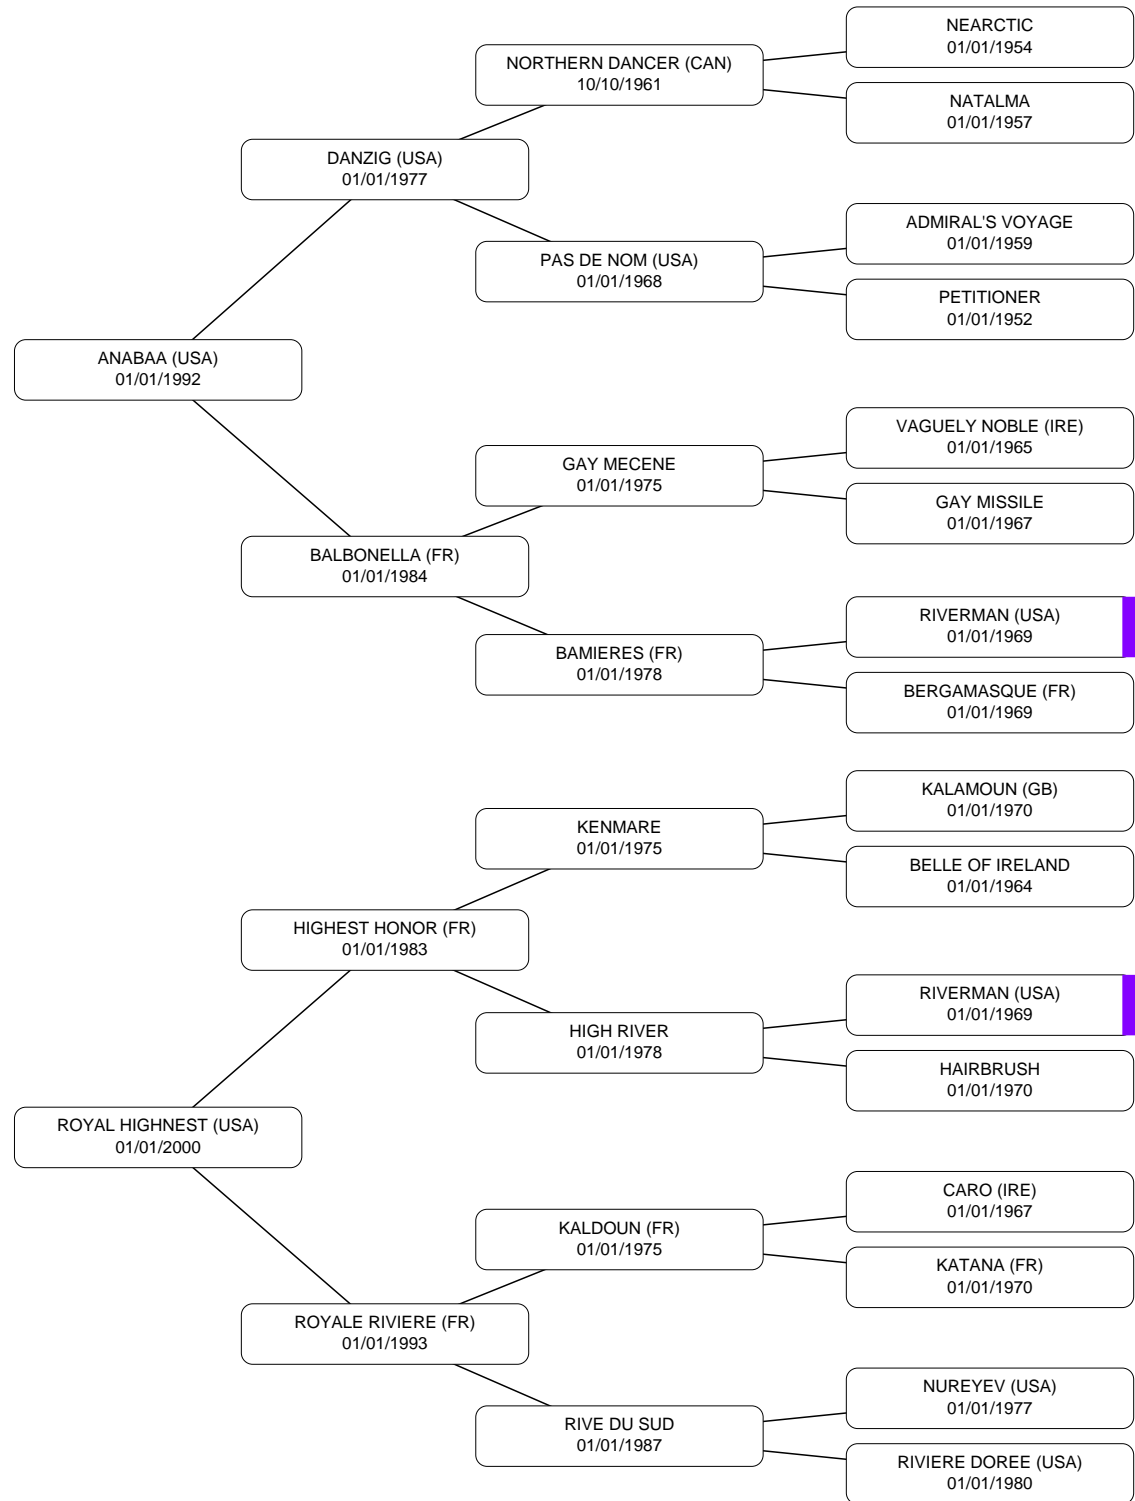 NEARCTIC
01/01/1954
NORTHERN DANCER (CAN)
10/10/1961
NATALMA
01/01/1957
DANZIG (USA)
01/01/1977
ADMIRAL'S VOYAGE
01/01/1959
PAS DE NOM (USA)
01/01/1968
PETITIONER
01/01/1952
ANABAA (USA)
01/01/1992
VAGUELY NOBLE (IRE)
01/01/1965
GAY MECENE
01/01/1975
GAY MISSILE
01/01/1967
BALBONELLA (FR)
01/01/1984
RIVERMAN (USA)
01/01/1969
BAMIERES (FR)
01/01/1978
BERGAMASQUE (FR)
01/01/1969
KALAMOUN (GB)
01/01/1970
KENMARE
01/01/1975
BELLE OF IRELAND
01/01/1964
HIGHEST HONOR (FR)
01/01/1983
RIVERMAN (USA)
01/01/1969
HIGH RIVER
01/01/1978
HAIRBRUSH
01/01/1970
ROYAL HIGHNEST (USA)
01/01/2000
CARO (IRE)
01/01/1967
KALDOUN (FR)
01/01/1975
KATANA (FR)
01/01/1970
ROYALE RIVIERE (FR)
01/01/1993
NUREYEV (USA)
01/01/1977
RIVE DU SUD
01/01/1987
RIVIERE DOREE (USA)
01/01/1980